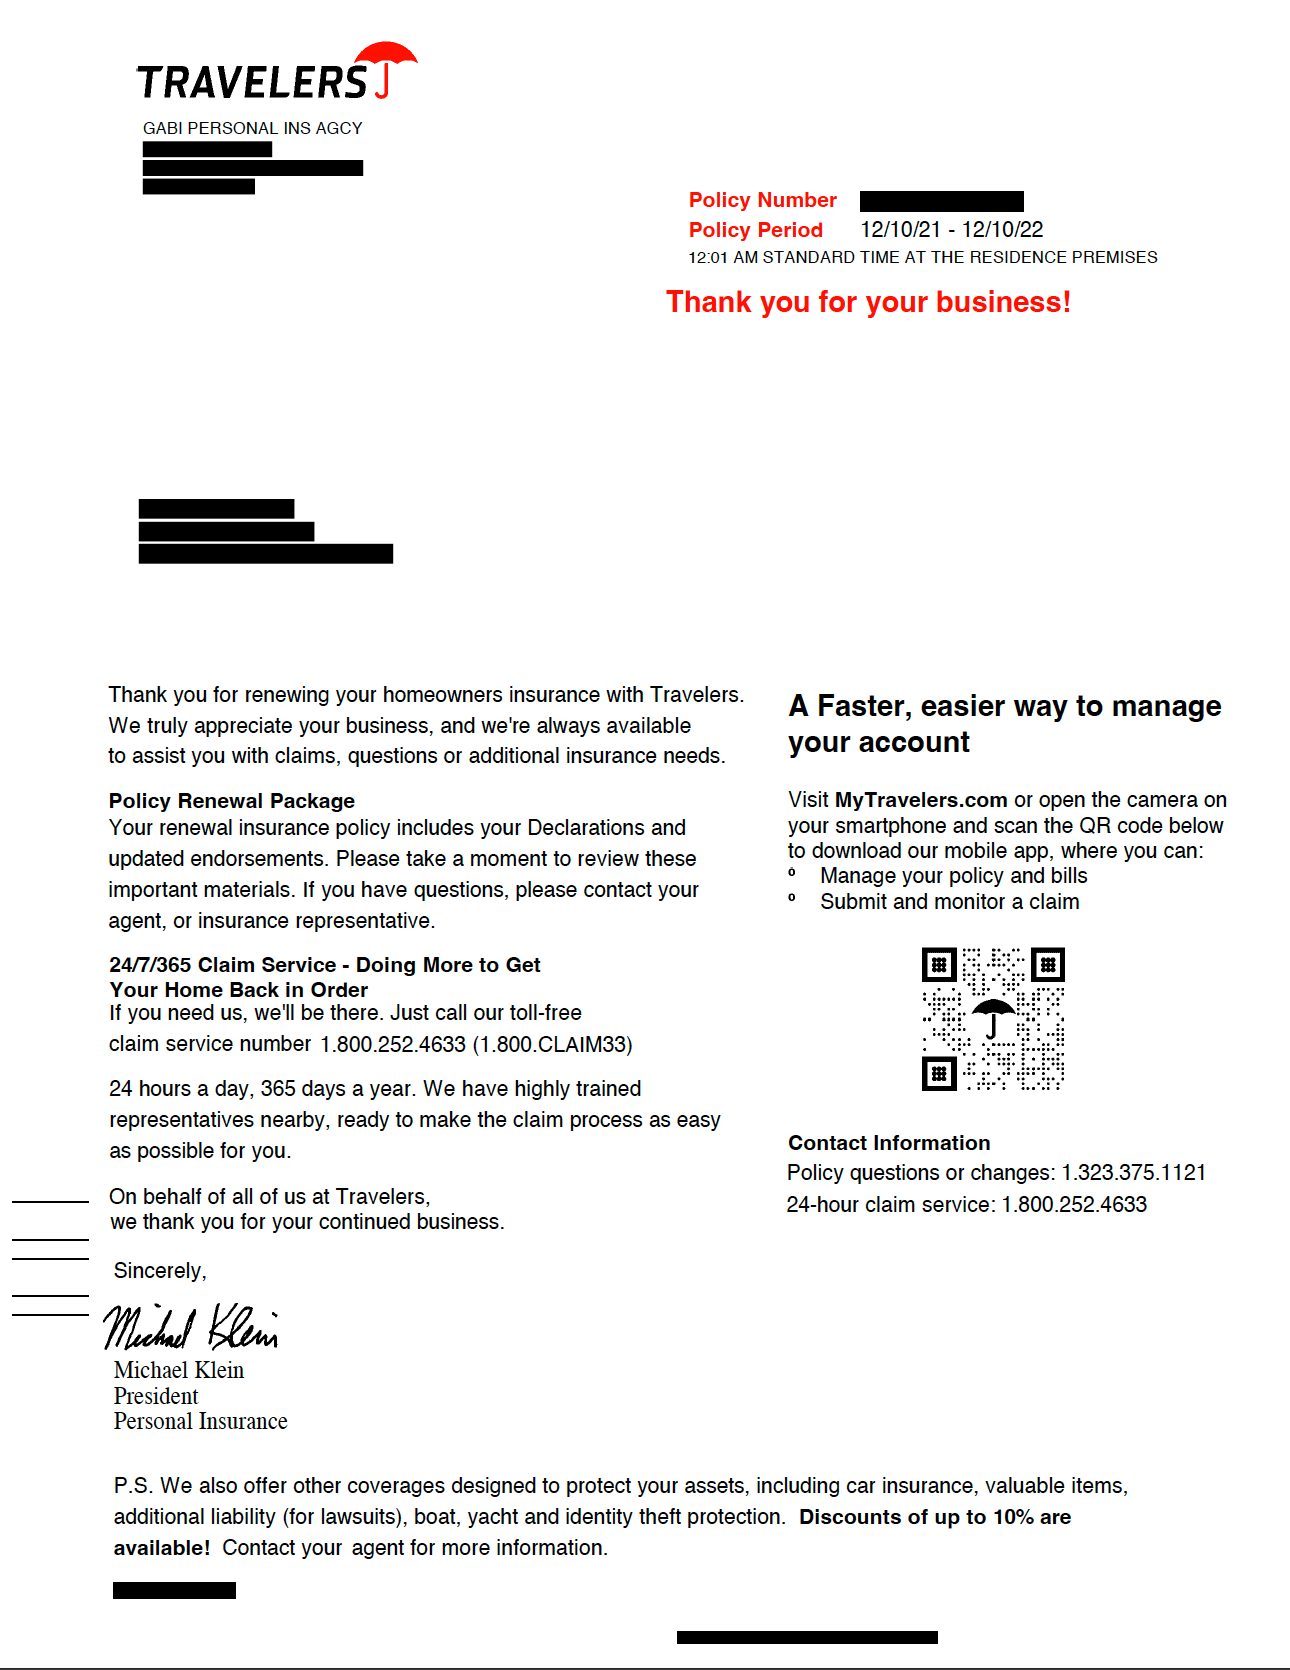 TRAVELERS
GABI PERSONAL INS AGCY
Policy Number
Policy Period 12/10/21 - 12/10/22
12:01 AM STANDARD TIME AT THE RESIDENCE PREMISES
Thank you for your business!
Thank you for renewing your homeowners insurance with Travelers.
We truly appreciate your business, and we're always available
to assist you with claims, questions or additional insurance needs.
Policy Renewal Package
Your renewal insurance policy includes your Declarations and
updated endorsements. Please take a moment to review these
important materials. If you have questions, please contact your
agent, or insurance representative.
24/7/365 Claim Service - Doing More to Get
Your Home Back in Order
If you need us, we'll be there. Just call our toll-free
claim service number 1.800.252.4633 (1.800.CLAIM33)
24 hours a day, 365 days a year. We have highly trained
representatives nearby, ready to make the claim process as easy
as possible for you.
On behalf of all of us at Travelers,
we thank you for your continued business.
Sincerely,
Michael Klein
Michael Klein
President
Personal Insurance
A Faster, easier way to manage
your account
Visit MyTravelers.com or open the camera on
your smartphone and scan the QR code below
to download our mobile app, where you can:
º Manage your policy and bills
º Submit and monitor a claim
Contact Information
Policy questions or changes: 1.323.375.1121
24-hour claim service: 1.800.252.4633
P.S. We also offer other coverages designed to protect your assets, including car insurance, valuable items,
additional liability (for lawsuits), boat, yacht and identity theft protection. Discounts of up to 10% are
available! Contact your agent for more information.